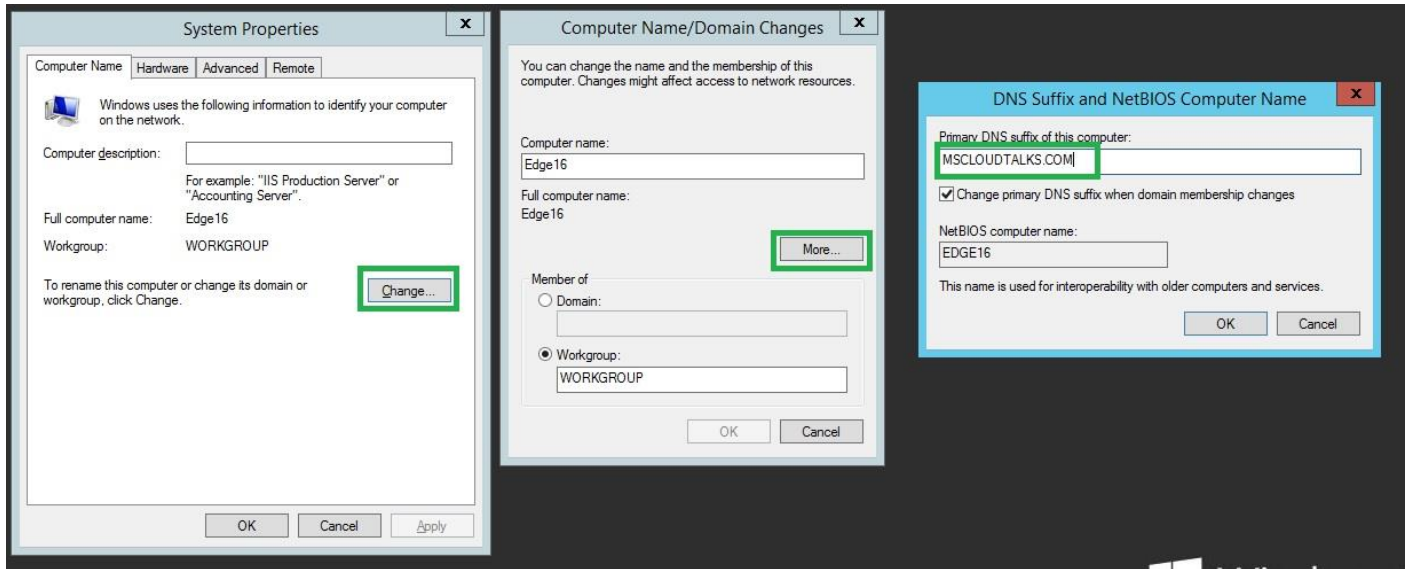 System Properties
x
Computer Name
Hardware
Advanced
Remote
Windows uses the following information to identify your computer
on the network.
Computer description:
For example: "IIS Production Server" or
"Accounting Server".
Full computer name:
Edge16
Workgroup:
WORKGROUP
To rename this computer or change its domain or
workgroup, click Change.
Change...
OK
Cancel
Apply
Computer Name/Domain Changes
x
You can change the name and the membership of this
computer. Changes might affect access to network resources.
Computer name:
Edge16
Full computer name:
Edge16
More...
Member of
Domain:
Workgroup:
WORKGROUP
OK
Cancel
DNS Suffix and NetBIOS Computer Name
x
Primary DNS suffix of this computer:
MSCLOUDTALKS.COM
Change primary DNS suffix when domain membership changes
NetBIOS computer name:
EDGE16
This name is used for interoperability with older computers and services.
OK
Cancel